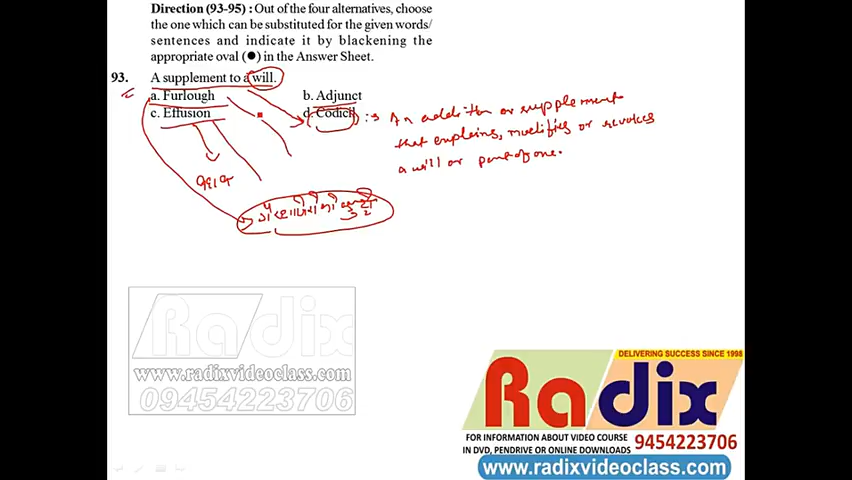 Direction (93-95) : Out of the four alternatives, choose
the one which can be substituted for the given words/
sentences and indicate it by blackening the
appropriate oval (●) in the Answer Sheet.
93. A supplement to a will.
a. Furlough b. Adjunct
c. Effusion d. Codicil
:→ An addition or supplement
that explains, modifies or revokes
a will or part of one.
Radix
www.radixvideoclass.com
09454223706
DELIVERING SUCCESS SINCE 1998
Radix
FOR INFORMATION ABOUT VIDEO COURSE
IN DVD, PENDRIVE OR ONLINE DOWNLOADS 9454223706
www.radixvideoclass.com